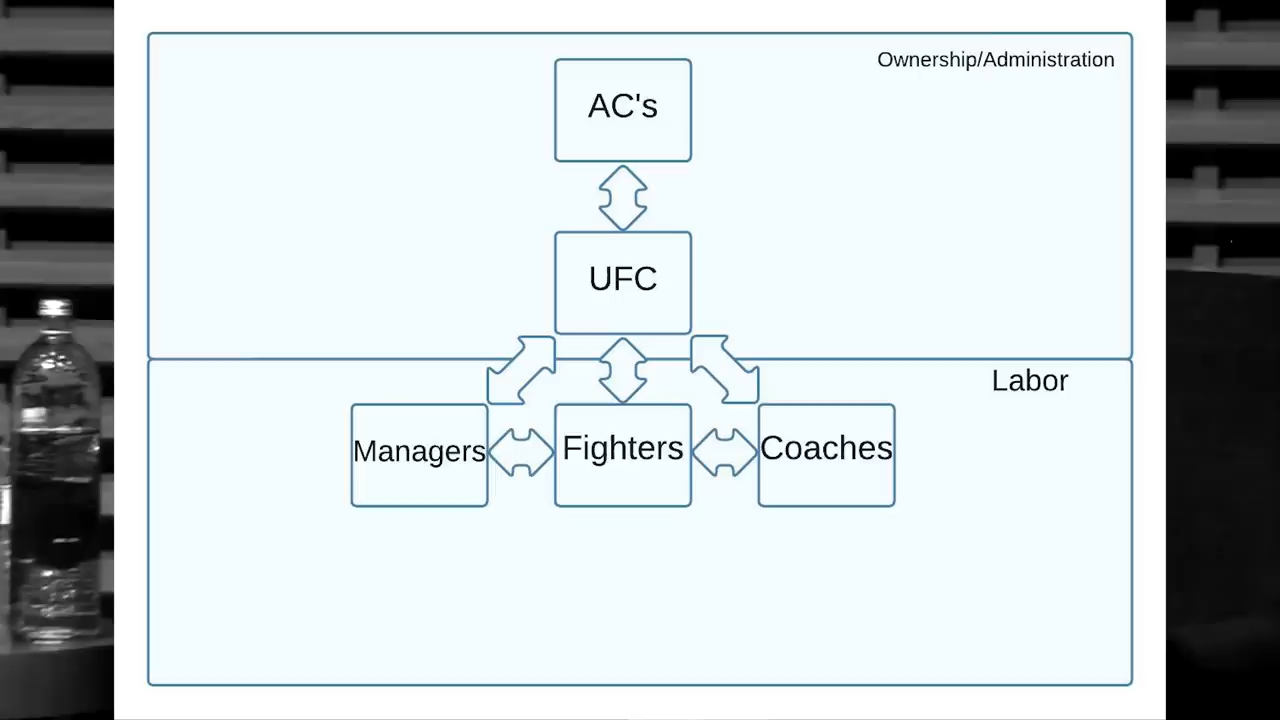 Ownership/Administration
AC's
UFC
Labor
Managers
Fighters
Coaches